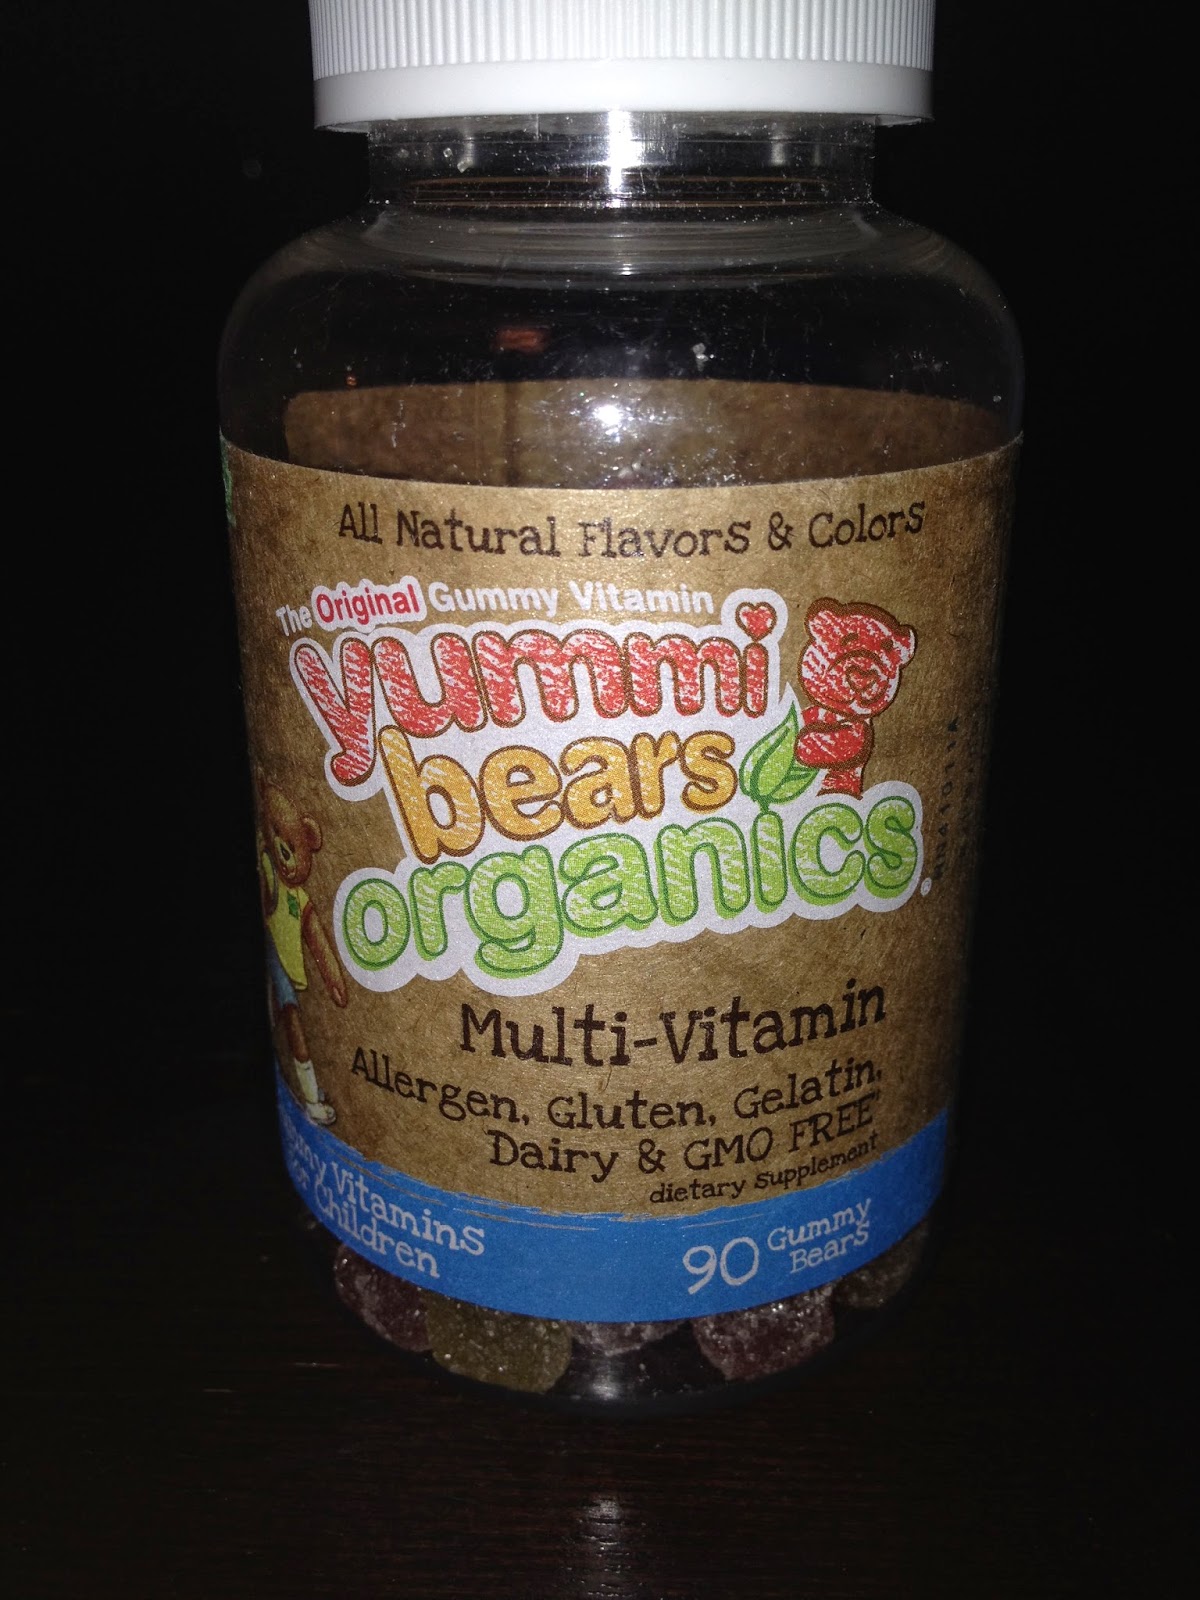 All Natural Flavors & Colors
The Original Gummy Vitamin
yummi
bears
organics®
Multi-Vitamin
Allergen, Gluten, Gelatin,
Dairy & GMO FREE
dietary supplement
Vitamins
Children
90 Gummy
Bears